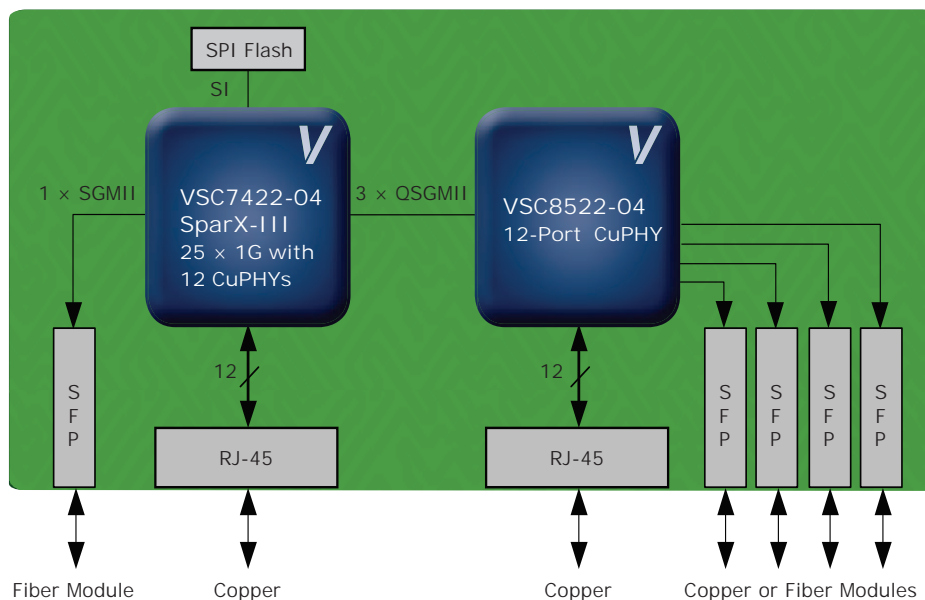 SPI Flash
SI
1 × SGMII
VSC7422-04
SparX-III
25 × 1G with
12 CuPHYs
3 × QSGMII
VSC8522-04
12-Port CuPHY
12
12
S
F
P
RJ-45
RJ-45
S
F
P
S
F
P
S
F
P
S
F
P
Fiber Module
Copper
Copper
Copper or Fiber Modules